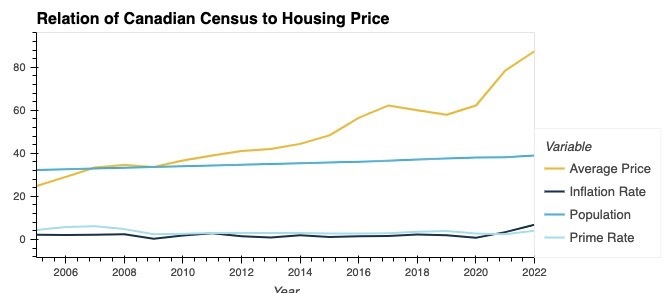 Relation of Canadian Census to Housing Price
80
60
40
20
0
2006 2008 2010 2012 2014 2016 2018 2020 2022
Year
Variable
Average Price
Inflation Rate
Population
Prime Rate